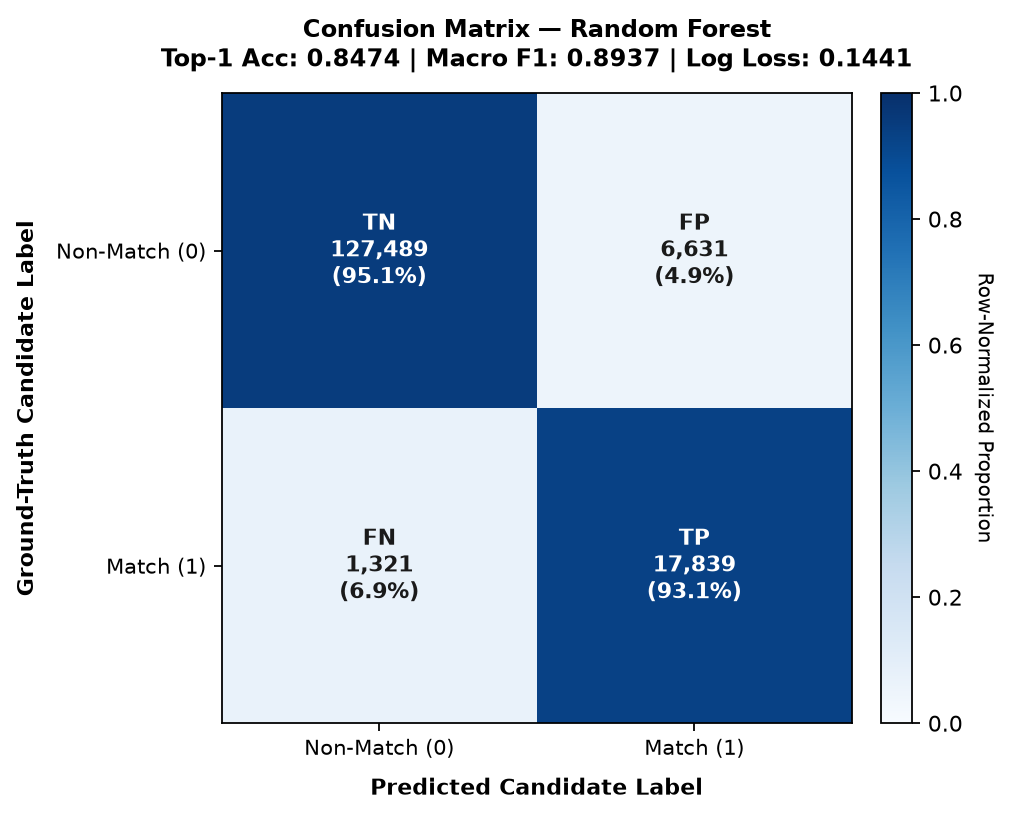 Confusion Matrix — Random Forest
Top-1 Acc: 0.8474 | Macro F1: 0.8937 | Log Loss: 0.1441
Ground-Truth Candidate Label
Non-Match (0)
Match (1)
TN
127,489
(95.1%)
FP
6,631
(4.9%)
FN
1,321
(6.9%)
TP
17,839
(93.1%)
Non-Match (0)
Match (1)
Predicted Candidate Label
1.0
0.8
0.6
0.4
0.2
0.0
Row-Normalized Proportion